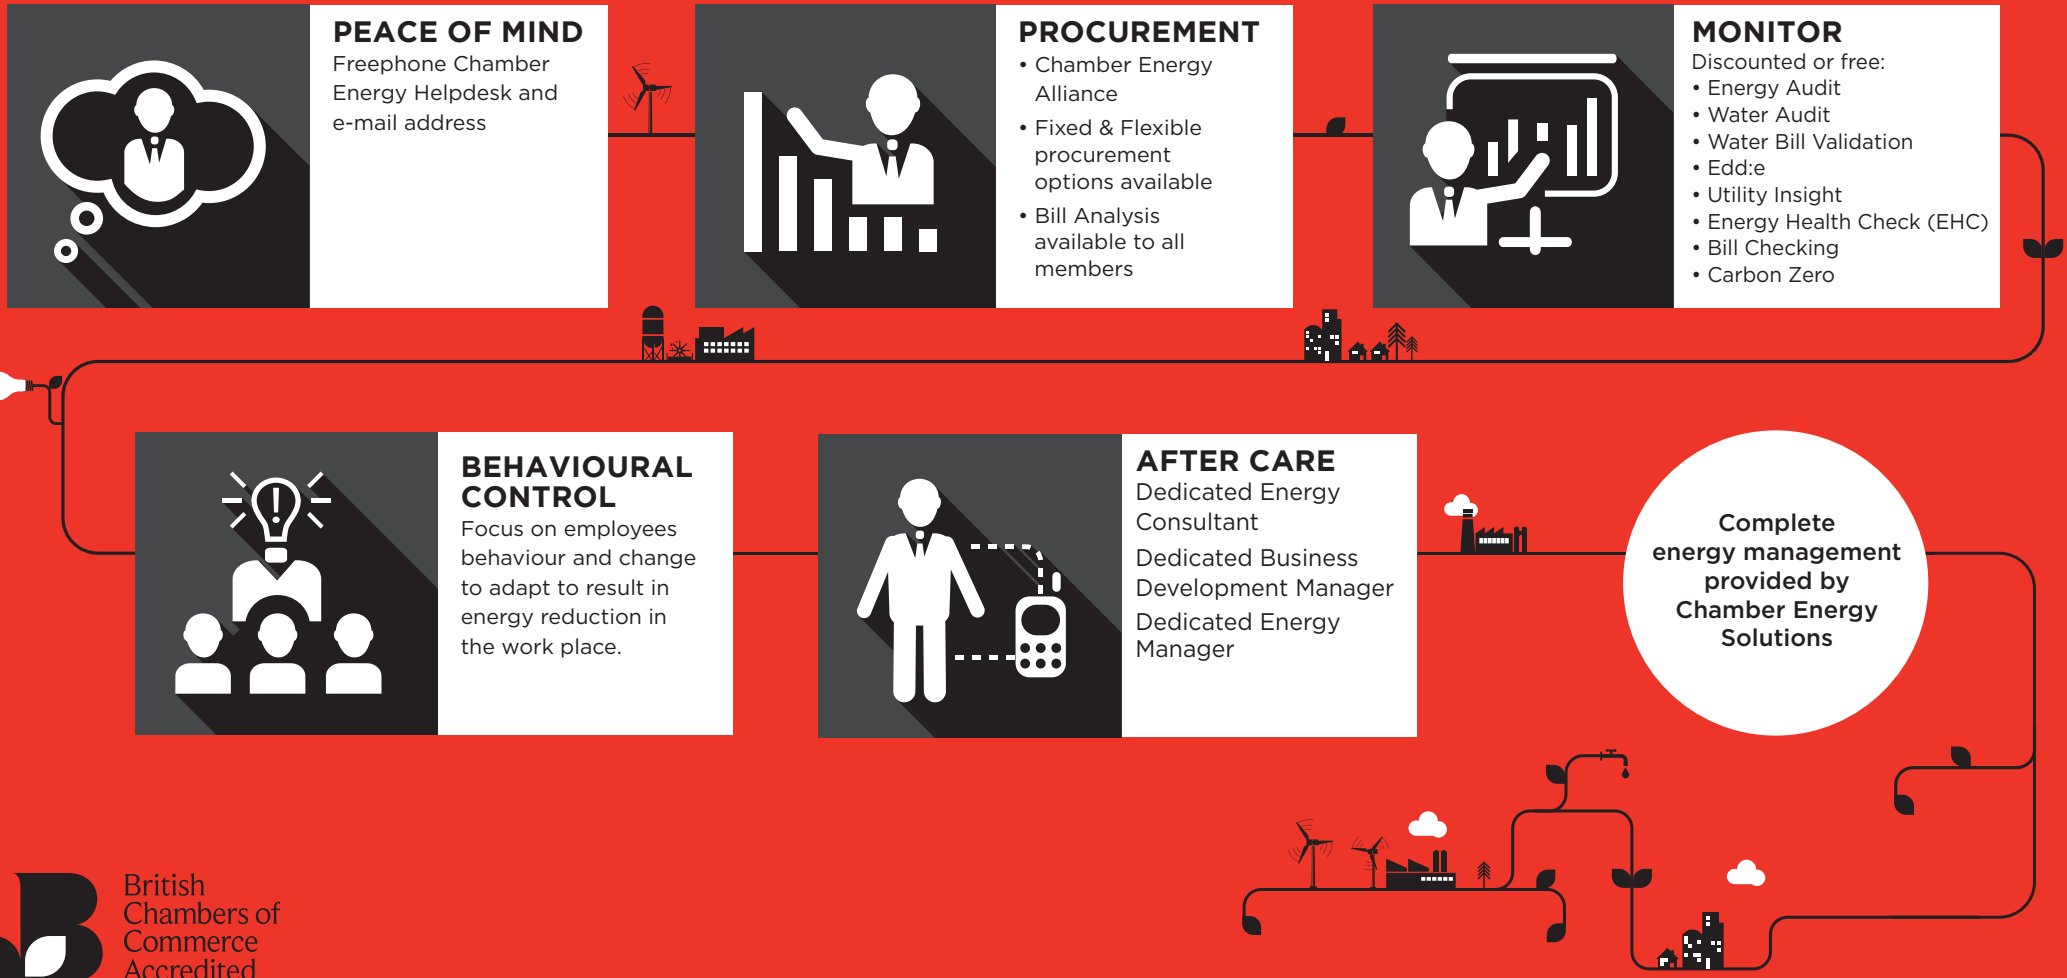 PEACE OF MIND
Freephone Chamber
Energy Helpdesk and
e-mail address
PROCUREMENT
• Chamber Energy
Alliance
• Fixed & Flexible
procurement
options available
• Bill Analysis
available to all
members
MONITOR
Discounted or free:
• Energy Audit
• Water Audit
• Water Bill Validation
• Edd:e
• Utility Insight
• Energy Health Check (EHC)
• Bill Checking
• Carbon Zero
BEHAVIOURAL
CONTROL
Focus on employees
behaviour and change
to adapt to result in
energy reduction in
the work place.
AFTER CARE
Dedicated Energy
Consultant
Dedicated Business
Development Manager
Dedicated Energy
Manager
Complete
energy management
provided by
Chamber Energy
Solutions
British
Chambers of
Commerce
Accredited